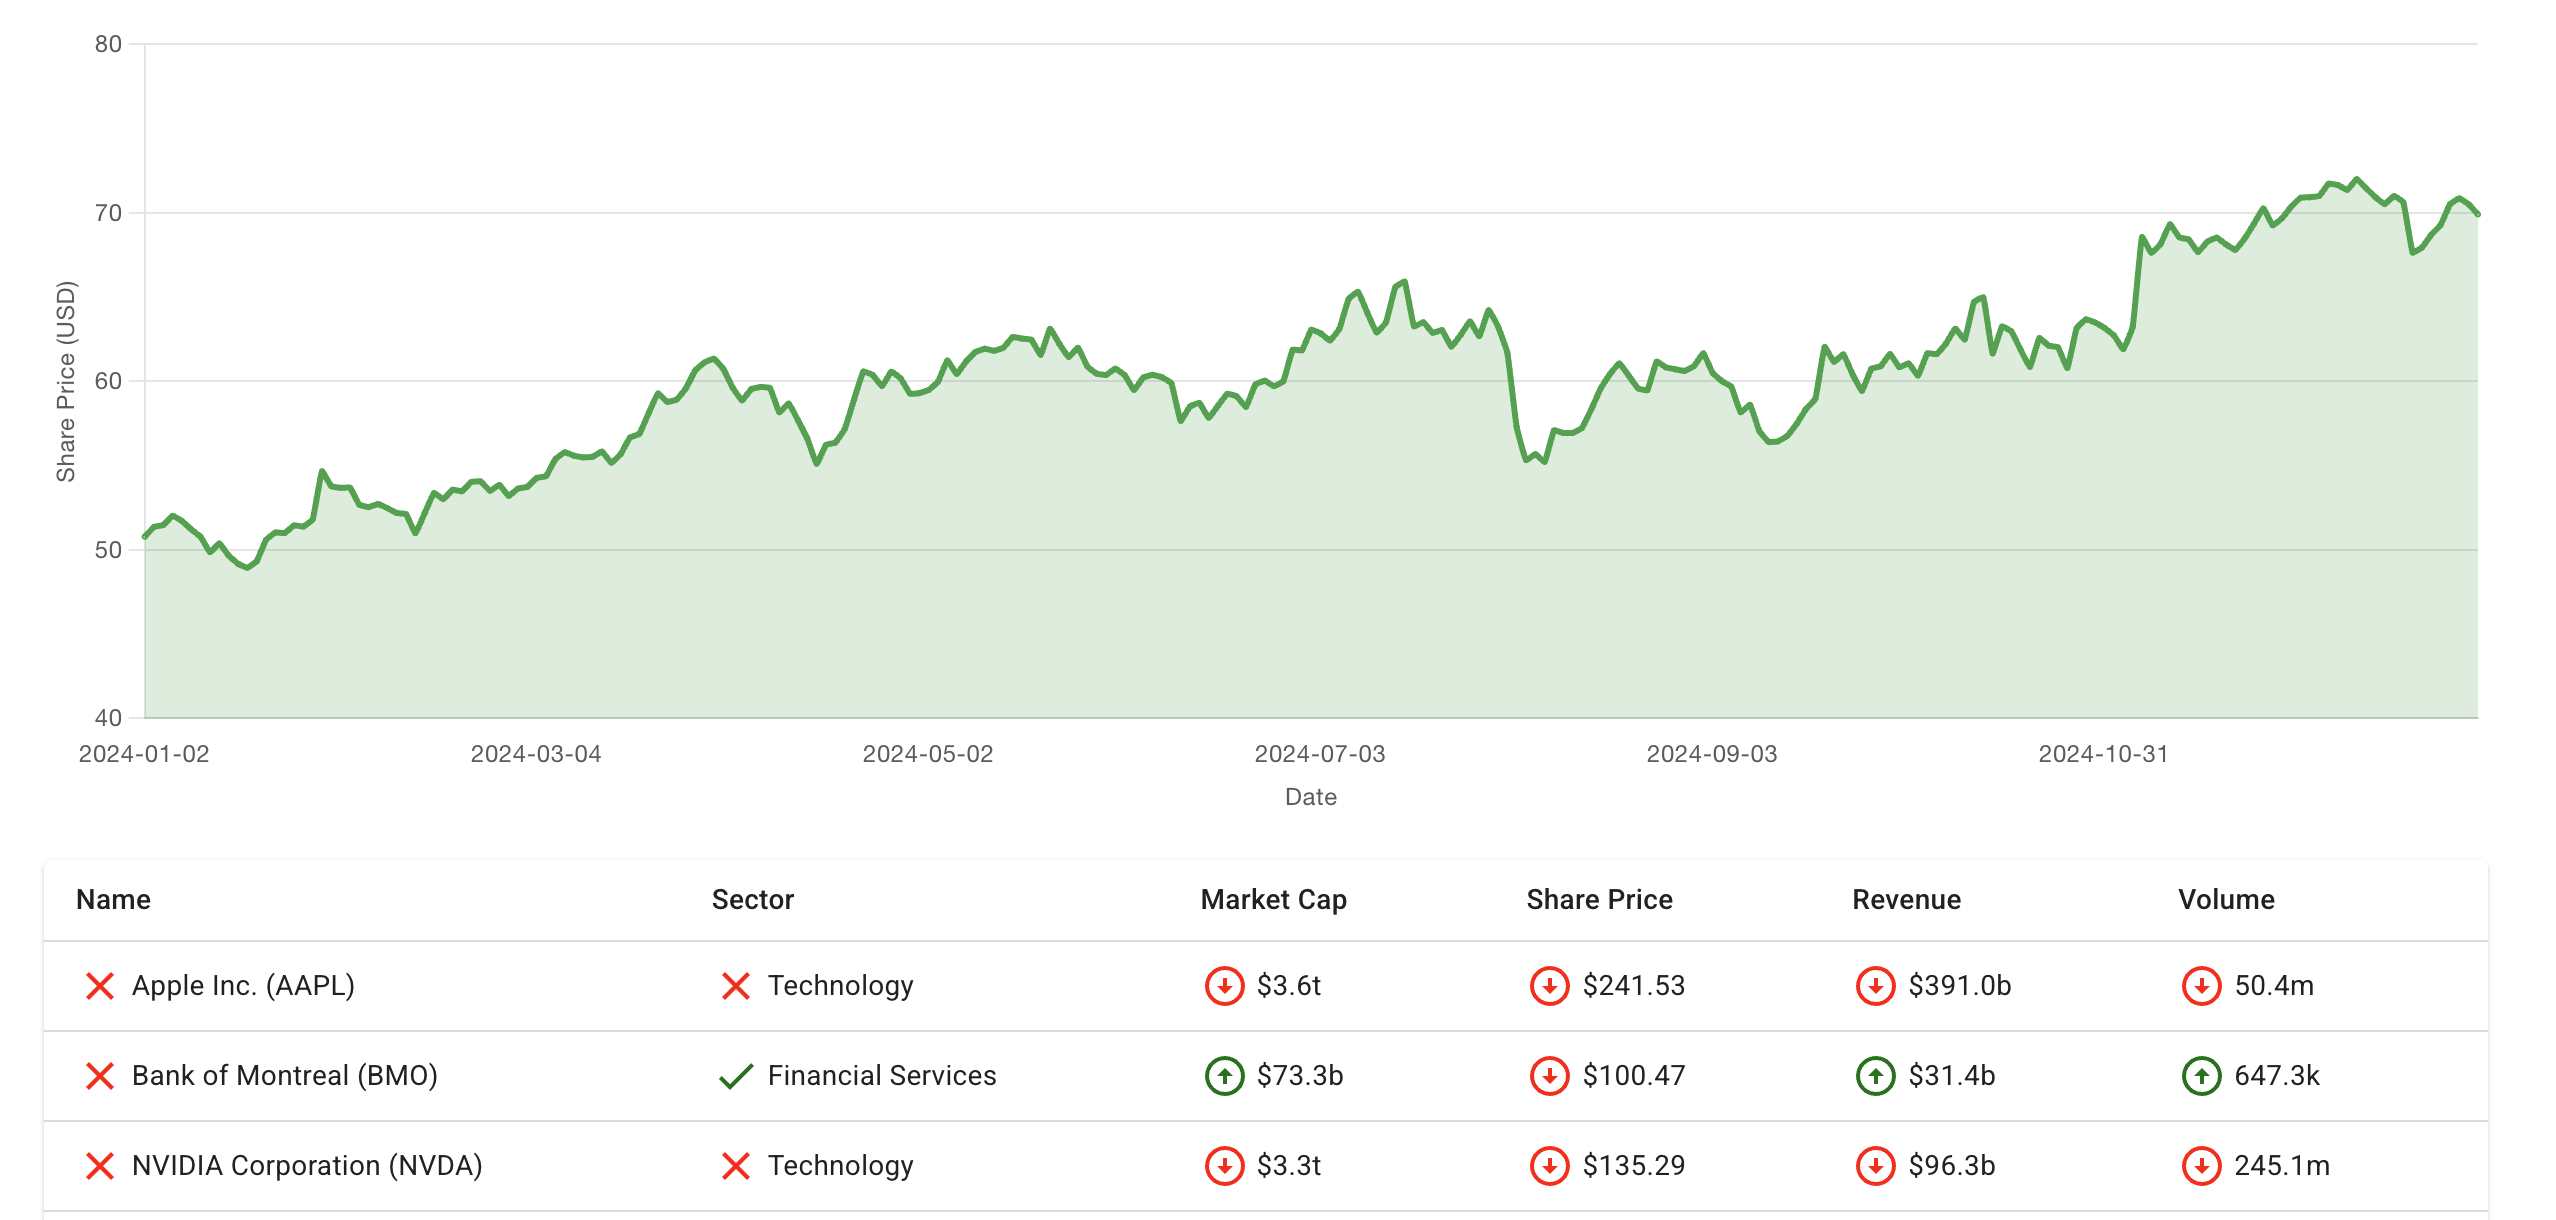 80
70
60
50
40
Share Price (USD)
2024-01-02 2024-03-04 2024-05-02 2024-07-03 2024-09-03 2024-10-31
Date
Name Sector Market Cap Share Price Revenue Volume
Apple Inc. (AAPL) Technology $3.6t $241.53 $391.0b 50.4m
Bank of Montreal (BMO) Financial Services $73.3b $100.47 $31.4b 647.3k
NVIDIA Corporation (NVDA) Technology $3.3t $135.29 $96.3b 245.1m